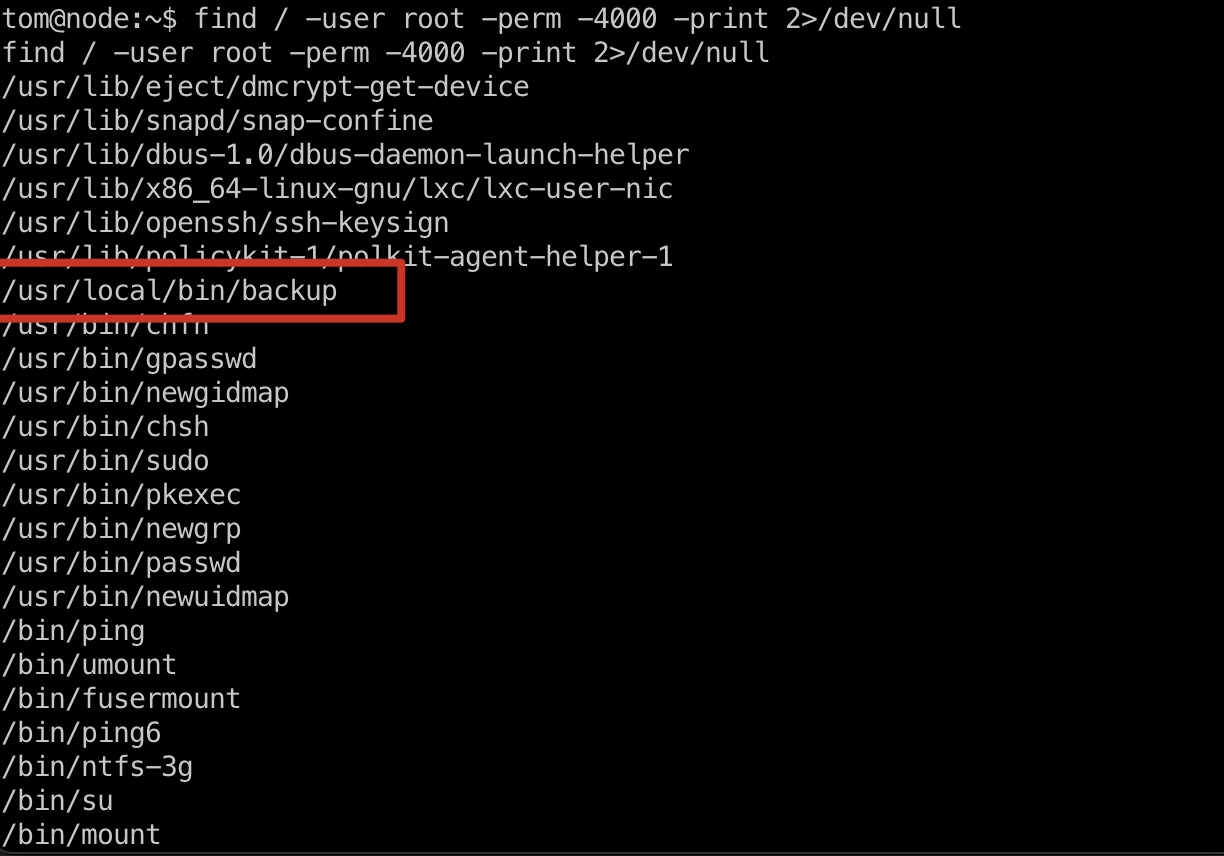 tom@node:~$ find / -user root -perm -4000 -print 2>/dev/null
find / -user root -perm -4000 -print 2>/dev/null
/usr/lib/eject/dmcrypt-get-device
/usr/lib/snapd/snap-confine
/usr/lib/dbus-1.0/dbus-daemon-launch-helper
/usr/lib/x86_64-linux-gnu/lxc/lxc-user-nic
/usr/lib/openssh/ssh-keysign
/usr/lib/policykit-1/polkit-agent-helper-1
/usr/local/bin/backup
/usr/bin/chfn
/usr/bin/gpasswd
/usr/bin/newgidmap
/usr/bin/chsh
/usr/bin/sudo
/usr/bin/pkexec
/usr/bin/newgrp
/usr/bin/passwd
/usr/bin/newuidmap
/bin/ping
/bin/umount
/bin/fusermount
/bin/ping6
/bin/ntfs-3g
/bin/su
/bin/mount